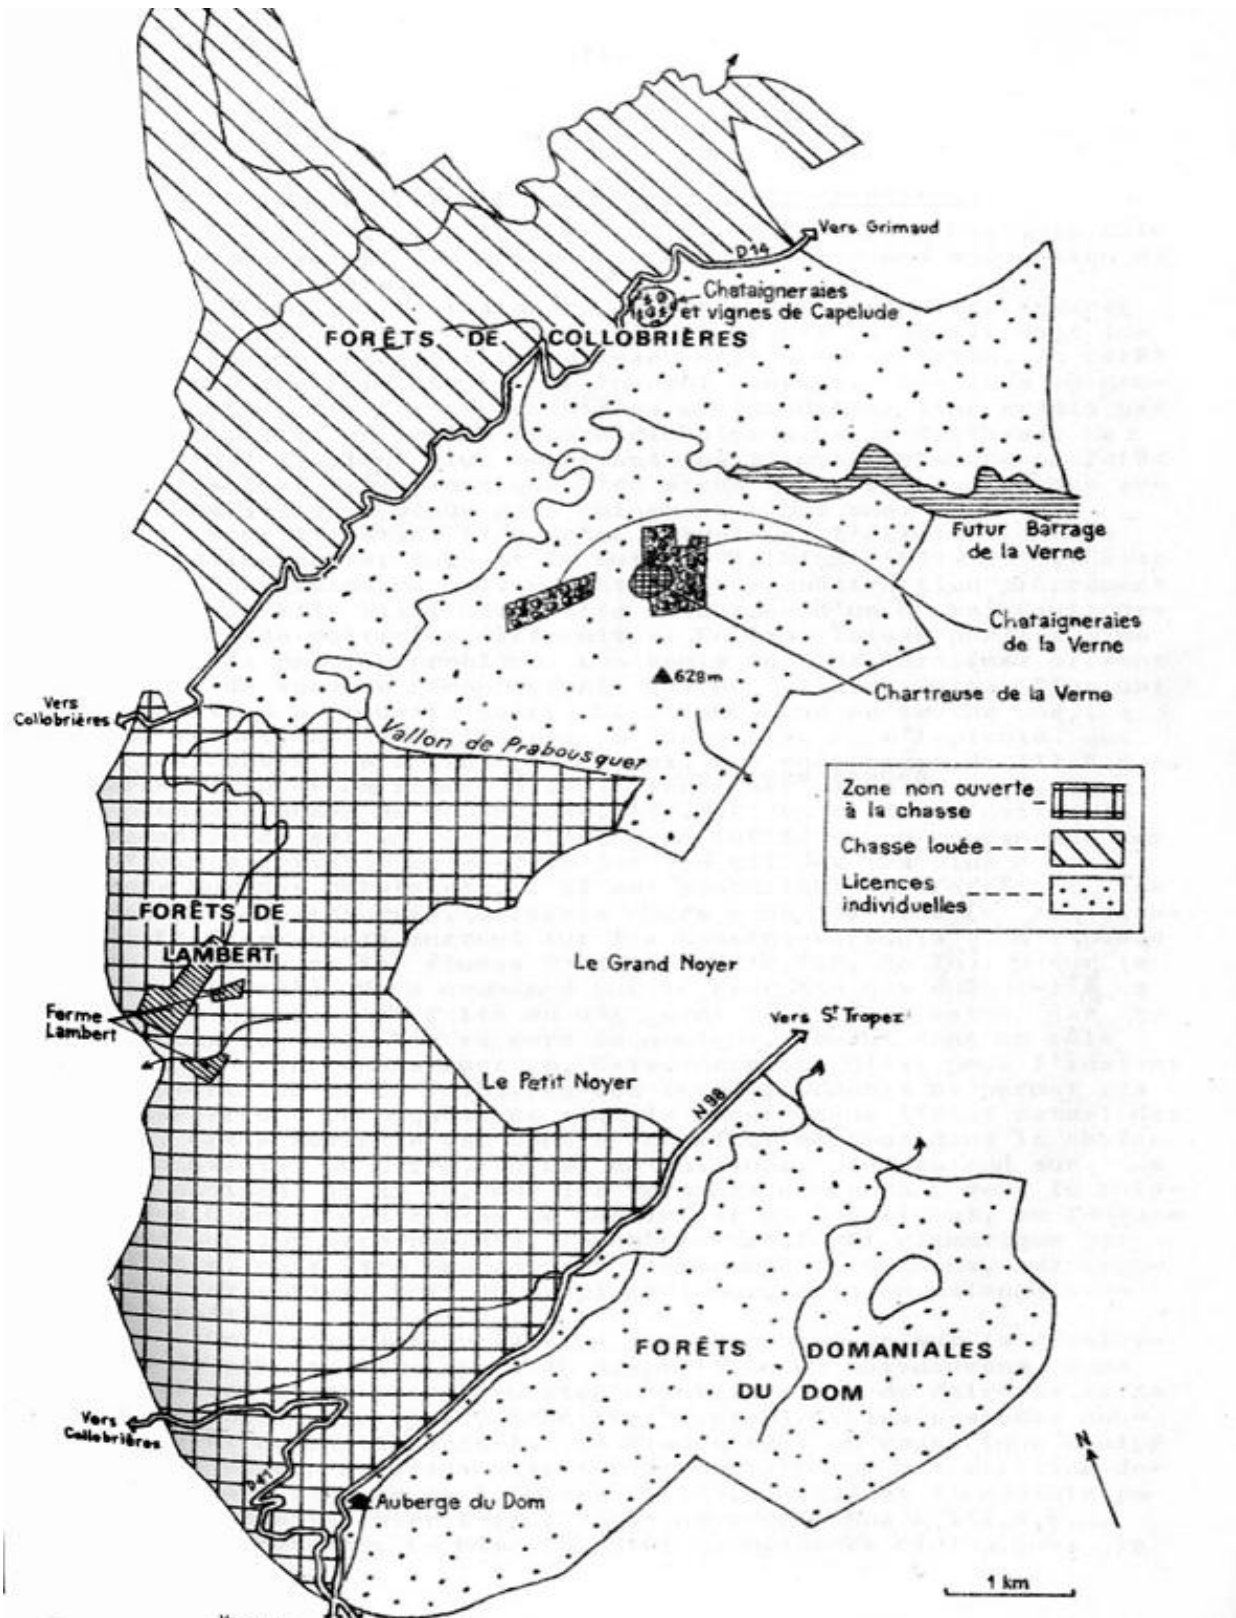 Vers Grimaud
D14
Chataigneraies
et vignes de Capelude
FORÊTS DE COLLOBRIÈRES
Futur Barrage
de la Verne
Chataigneraies
de la Verne
628 m
Chartreuse de la Verne
Vers
Collobrières
Vallon de Prabousquet
Zone non ouverte
à la chasse
Chasse louée
Licences
individuelles
FORÊTS DE
LAMBERT
Le Grand Noyer
Ferme
Lambert
Vers St Tropez
Le Petit Noyer
N 98
FORÊTS DOMANIALES
DU DOM
Vers
Collobrières
N
D41
Auberge du Dom
1 km